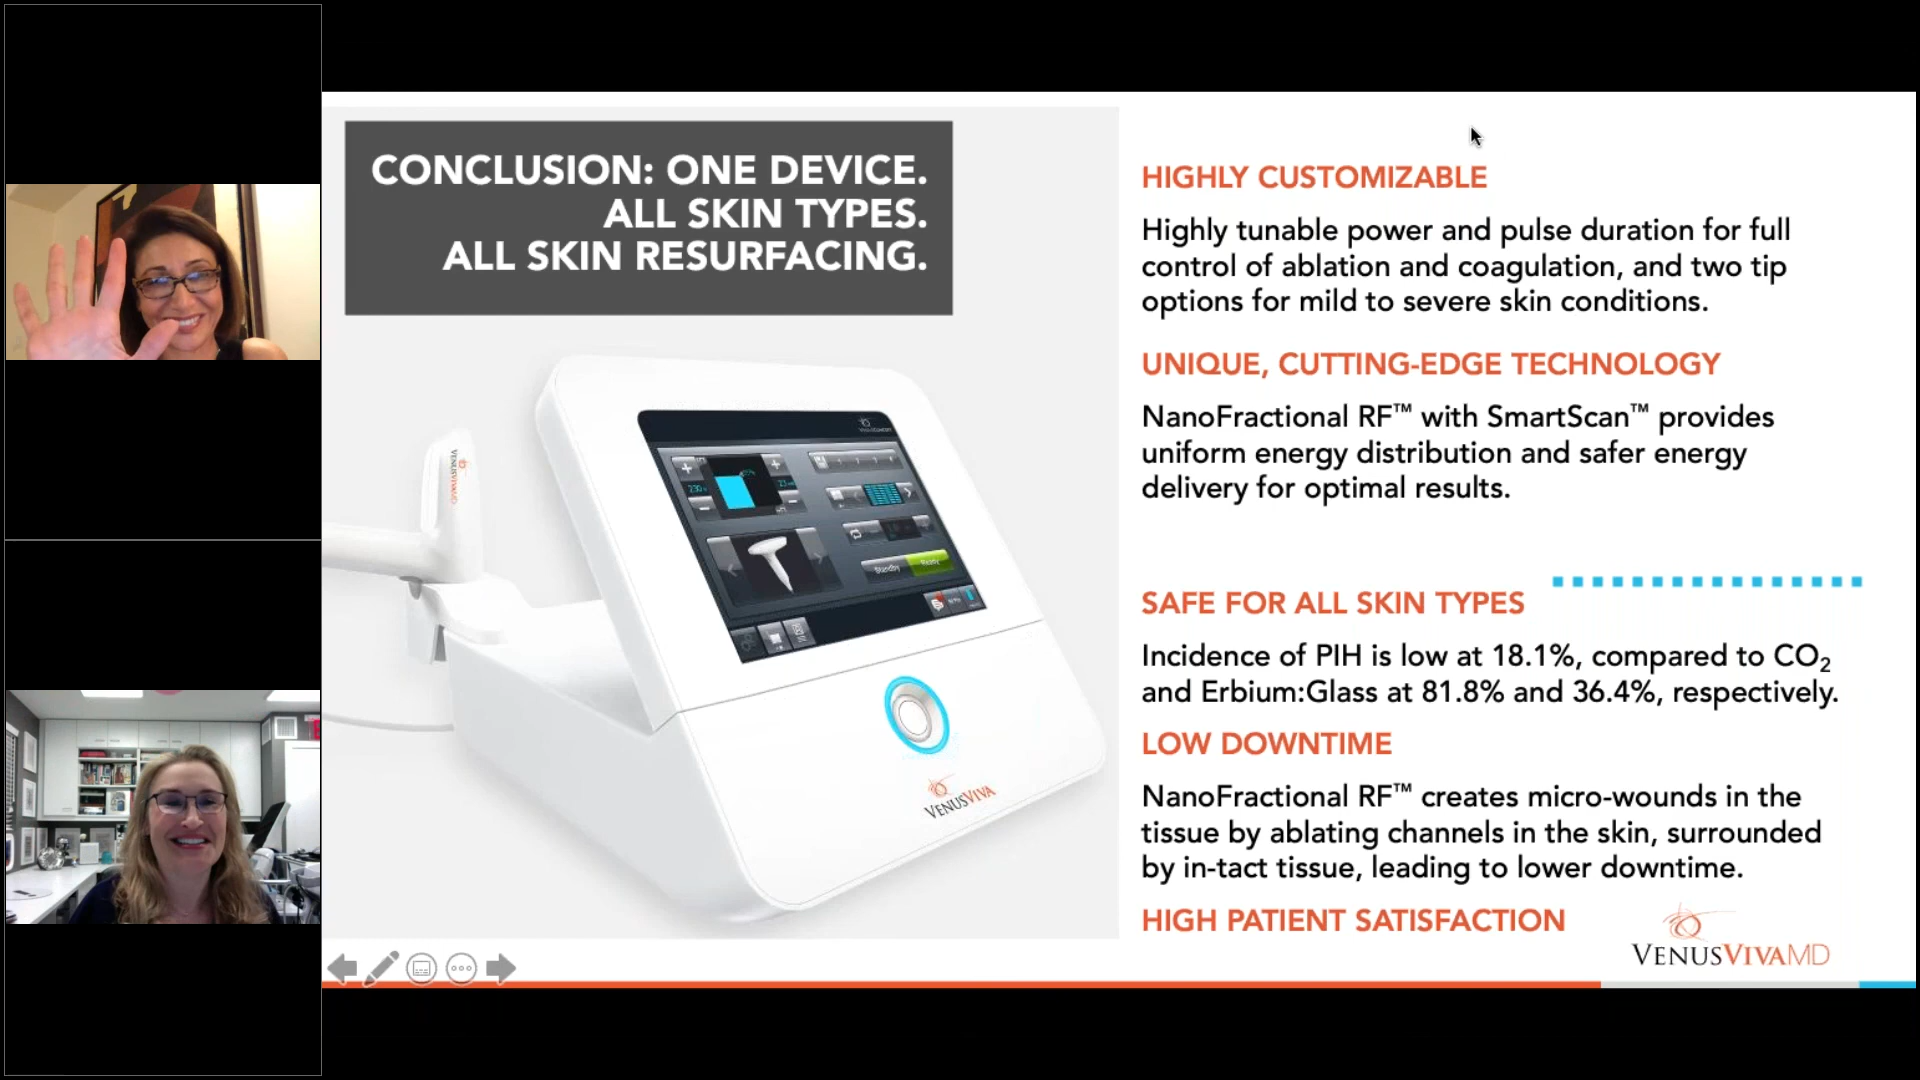 CONCLUSION: ONE DEVICE.
ALL SKIN TYPES.
ALL SKIN RESURFACING.
VENUSVIVAMD
Standby
Ready
VENUSVIVA
HIGHLY CUSTOMIZABLE
Highly tunable power and pulse duration for full
control of ablation and coagulation, and two tip
options for mild to severe skin conditions.
UNIQUE, CUTTING-EDGE TECHNOLOGY
NanoFractional RF™ with SmartScan™ provides
uniform energy distribution and safer energy
delivery for optimal results.
SAFE FOR ALL SKIN TYPES
Incidence of PIH is low at 18.1%, compared to CO₂
and Erbium:Glass at 81.8% and 36.4%, respectively.
LOW DOWNTIME
NanoFractional RF™ creates micro-wounds in the
tissue by ablating channels in the skin, surrounded
by in-tact tissue, leading to lower downtime.
HIGH PATIENT SATISFACTION
VENUSVIVAMD